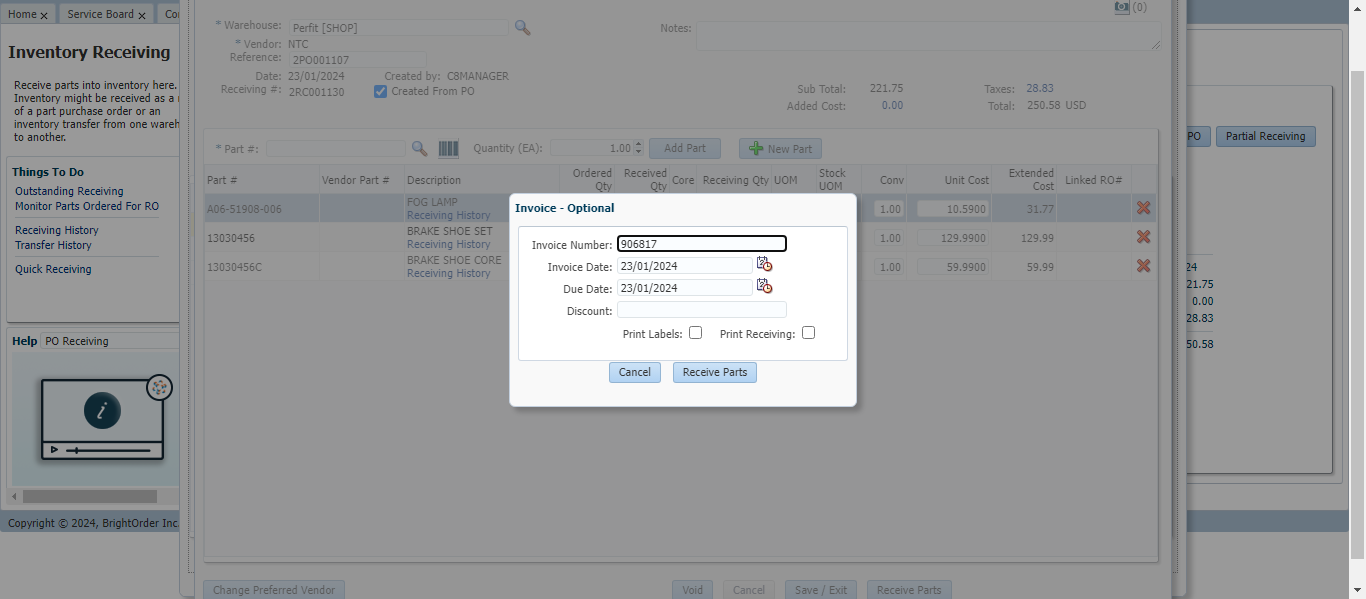 Home x Service Board x Co
Inventory Receiving
Receive parts into inventory here.
Inventory might be received as a
of a part purchase order or an
inventory transfer from one wareh
to another.
Things To Do
Outstanding Receiving
Monitor Parts Ordered For RO
Receiving History
Transfer History
Quick Receiving
Help PO Receiving
Copyright © 2024, BrightOrder Inc.
(0)
* Warehouse: Perfit [SHOP] Notes:
* Vendor: NTC
Reference: 2PO001107
Date: 23/01/2024 Created by: C8MANAGER
Receiving #: 2RC001130 Created From PO
Sub Total: 221.75 Taxes: 28.83
Added Cost: 0.00 Total: 250.58 USD
* Part #: Quantity (EA): 1.00 Add Part New Part
Part # Vendor Part # Description Ordered Qty Received Qty Core Receiving Qty UOM Stock UOM Conv Unit Cost Extended Cost Linked RO#
A06-51908-006 FOG LAMP 1.00 10.5900 31.77
Receiving History
13030456 BRAKE SHOE SET 1.00 129.9900 129.99
Receiving History
13030456C BRAKE SHOE CORE 1.00 59.9900 59.99
Receiving History
Invoice - Optional
Invoice Number: 906817
Invoice Date: 23/01/2024
Due Date: 23/01/2024
Discount:
Print Labels: Print Receiving:
Cancel Receive Parts
Change Preferred Vendor Void Cancel Save / Exit Receive Parts
PO Partial Receiving
24
21.75
0.00
28.83
50.58